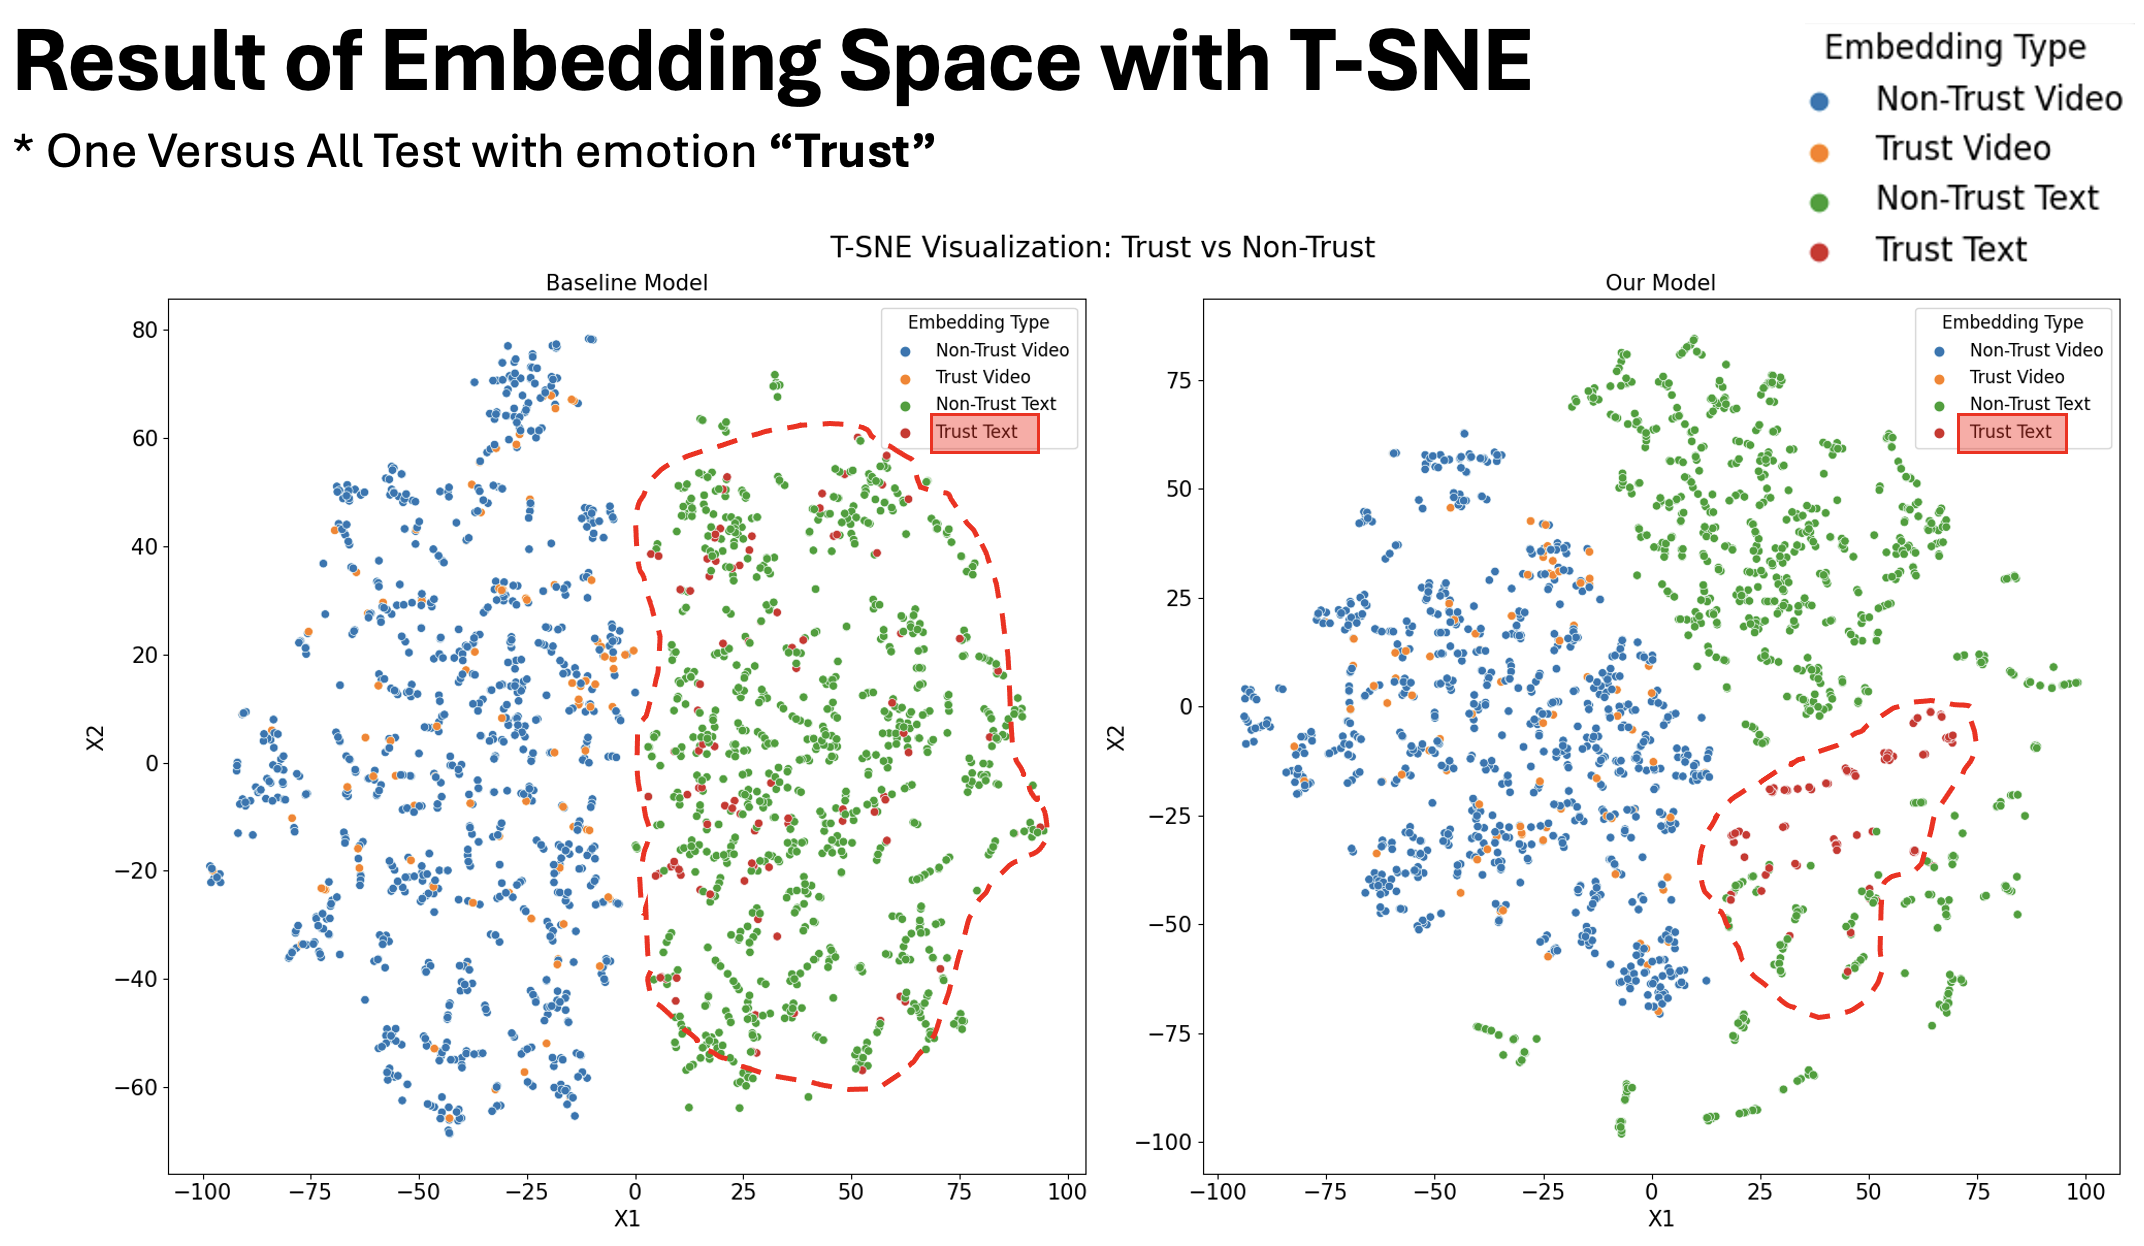 Result of Embedding Space with T-SNE
* One Versus All Test with emotion “Trust”
Embedding Type
Non-Trust Video
Trust Video
Non-Trust Text
Trust Text
T-SNE Visualization: Trust vs Non-Trust
Baseline Model
Embedding Type
Non-Trust Video
Trust Video
Non-Trust Text
Trust Text
X2
80
60
40
20
0
−20
−40
−60
−100 −75 −50 −25 0 25 50 75 100
X1
Our Model
Embedding Type
Non-Trust Video
Trust Video
Non-Trust Text
Trust Text
X2
75
50
25
0
−25
−50
−75
−100
−100 −75 −50 −25 0 25 50 75 100
X1